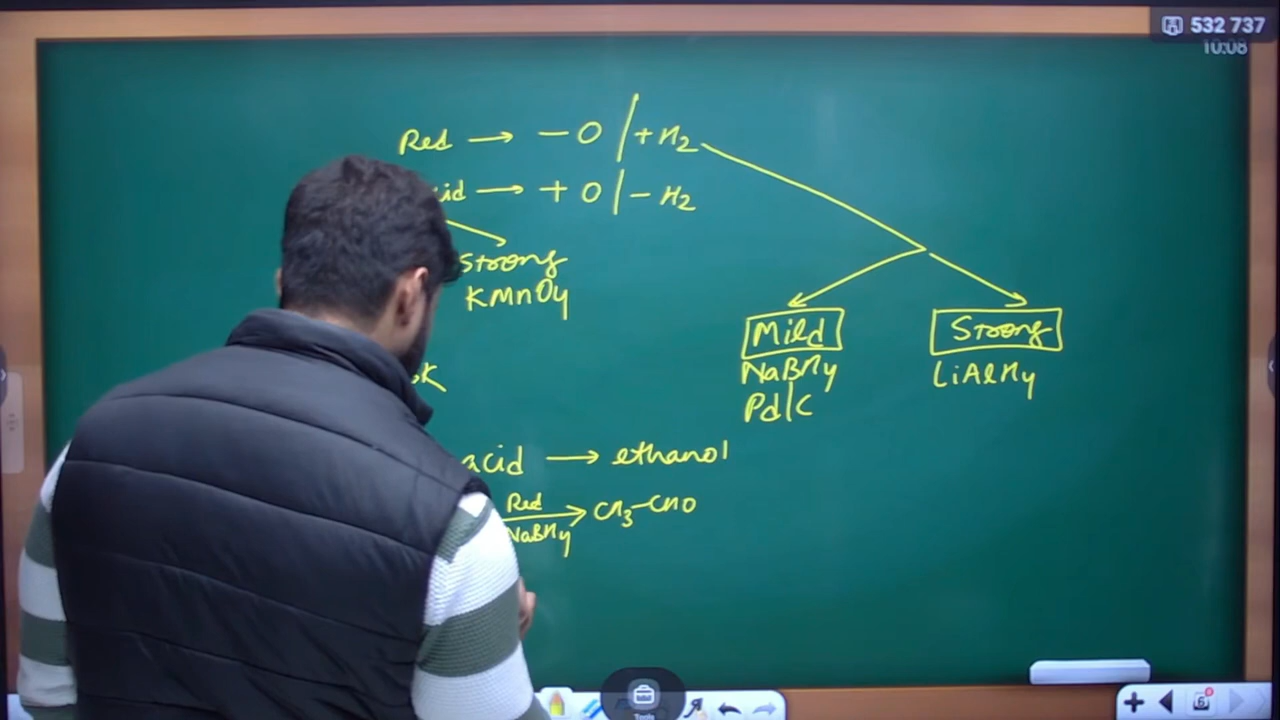 532 737
10:08
Red → - O / + H2
id → + O / - H2
Strong
KMnO4
Mild
NaBH4
Pd/C
Strong
LiAlH4
K
acid → ethanol
Red
NaBH4
→ CH3-CHO
Tools